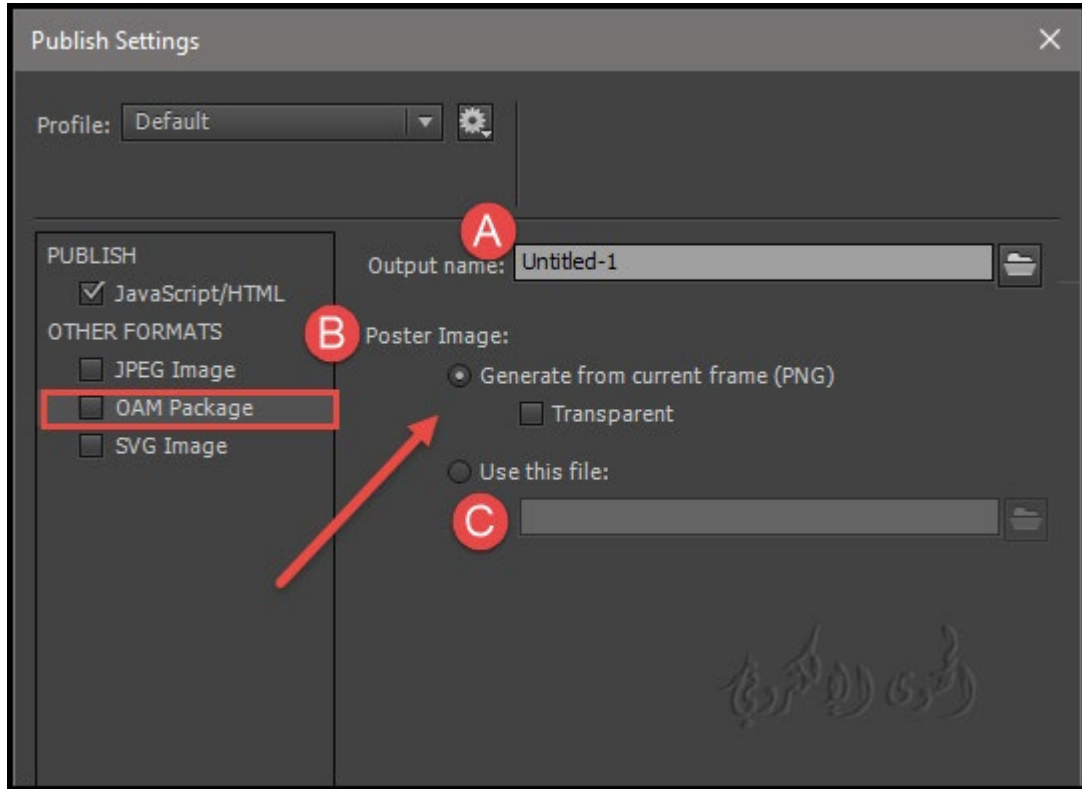 Publish Settings
Profile: Default
PUBLISH
JavaScript/HTML
OTHER FORMATS
JPEG Image
OAM Package
SVG Image
A
Output name: Untitled-1
B
Poster Image:
Generate from current frame (PNG)
Transparent
Use this file:
C